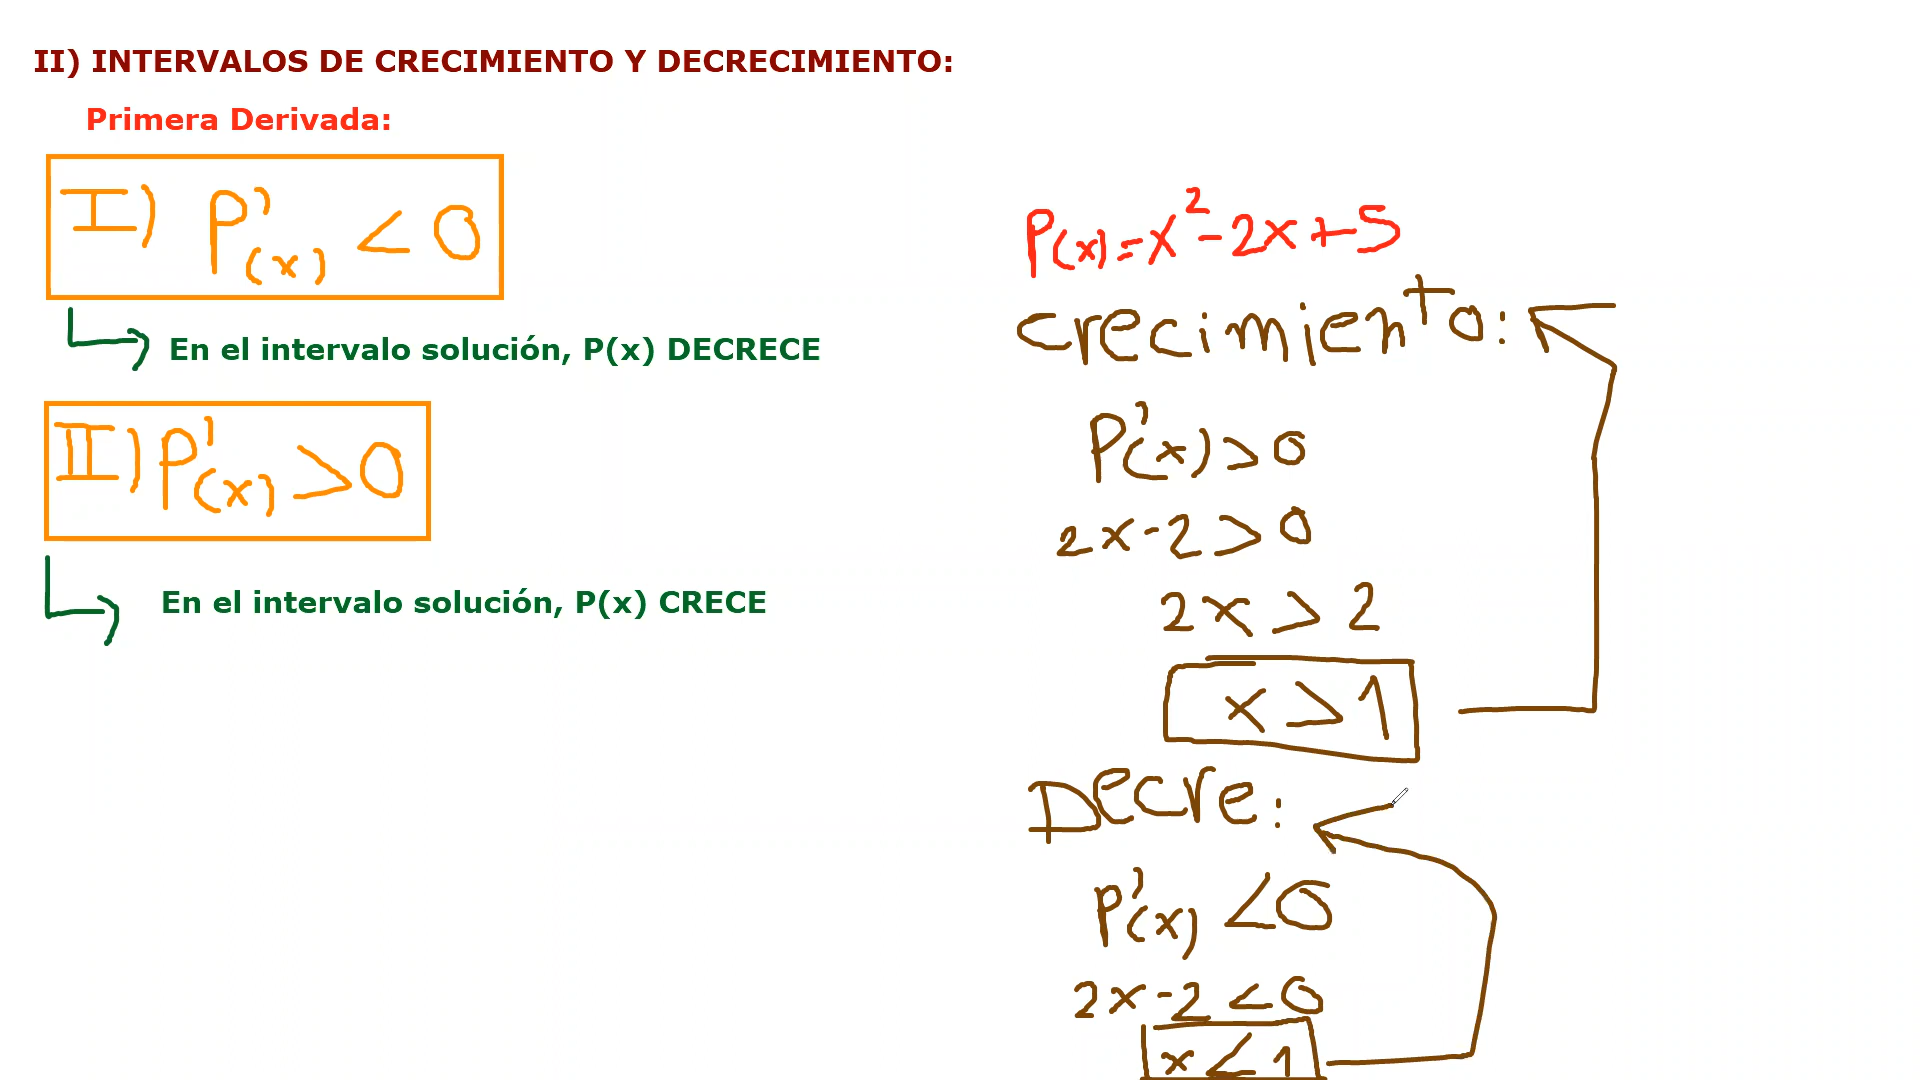 II) INTERVALOS DE CRECIMIENTO Y DECRECIMIENTO:
Primera Derivada:
I) P'(x) < 0
En el intervalo solución, P(x) DECRECE
II) P'(x) > 0
En el intervalo solución, P(x) CRECE
P(x) = x² - 2x + 5
crecimiento:
P'(x) > 0
2x - 2 > 0
2x > 2
x > 1
Decre:
P'(x) < 0
2x - 2 < 0
x < 1